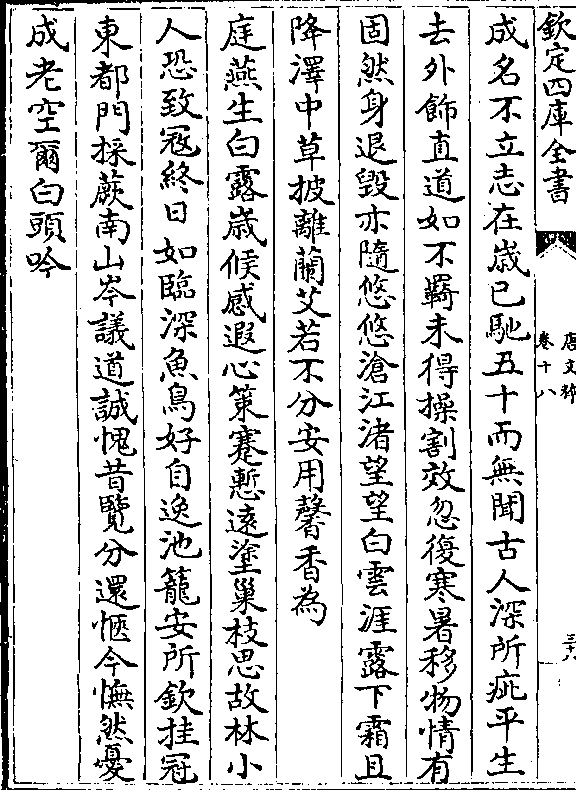 欽定四庫全書
唐文粹
卷十八
三十八
成名不立志在歳已馳五十而無聞古人深所疵平生
去外飾直道如不羇未得操割效忽復寒暑移物情有
固然身退毀亦隨悠悠滄江渚望望白雲涯露下霜且
降澤中草披離蘭艾若不分安用馨香為
庭燕生白露歳候感遐心策蹇慙遠塗巢枝思故林小
人恐致冦終日如臨深魚鳥好自逸池籠安所欽挂冠
東都門採蕨南山岑議道誠愧昔覽分還惬今憮然憂
成老空爾白頭吟